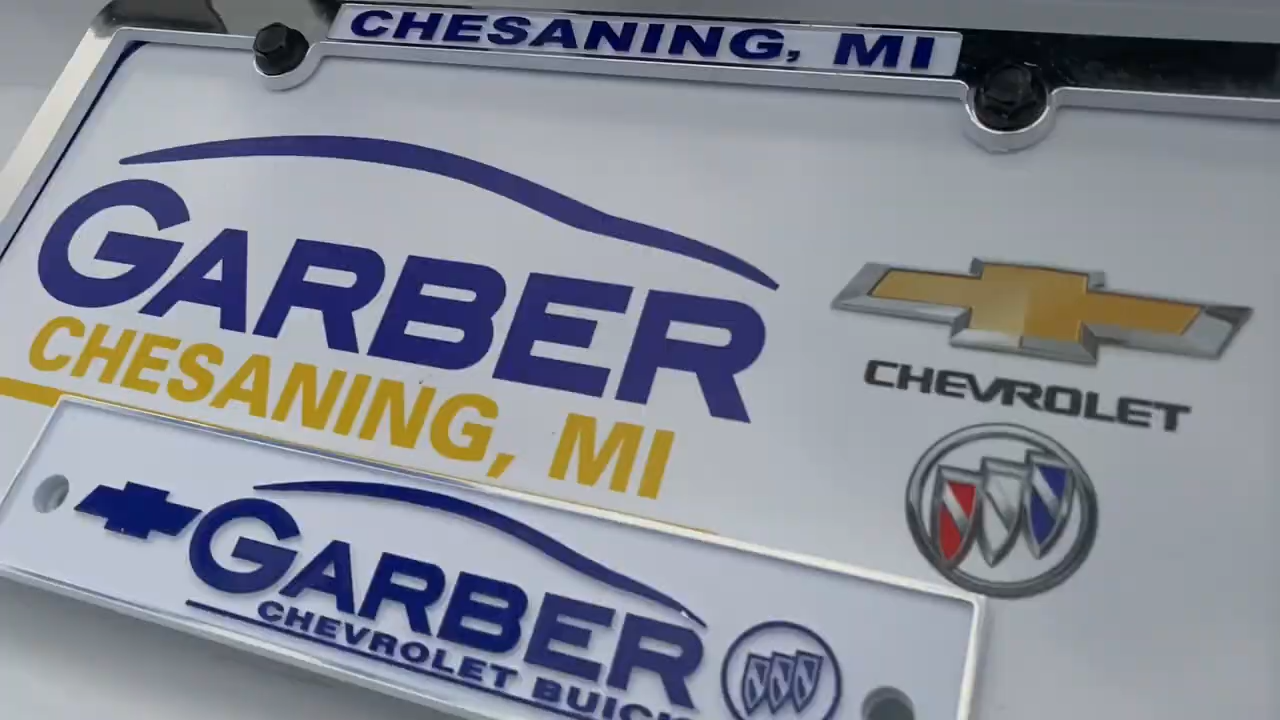 CHESANING, MI
GARBER
CHESANING, MI
CHEVROLET
GARBER
CHEVROLET BUICK